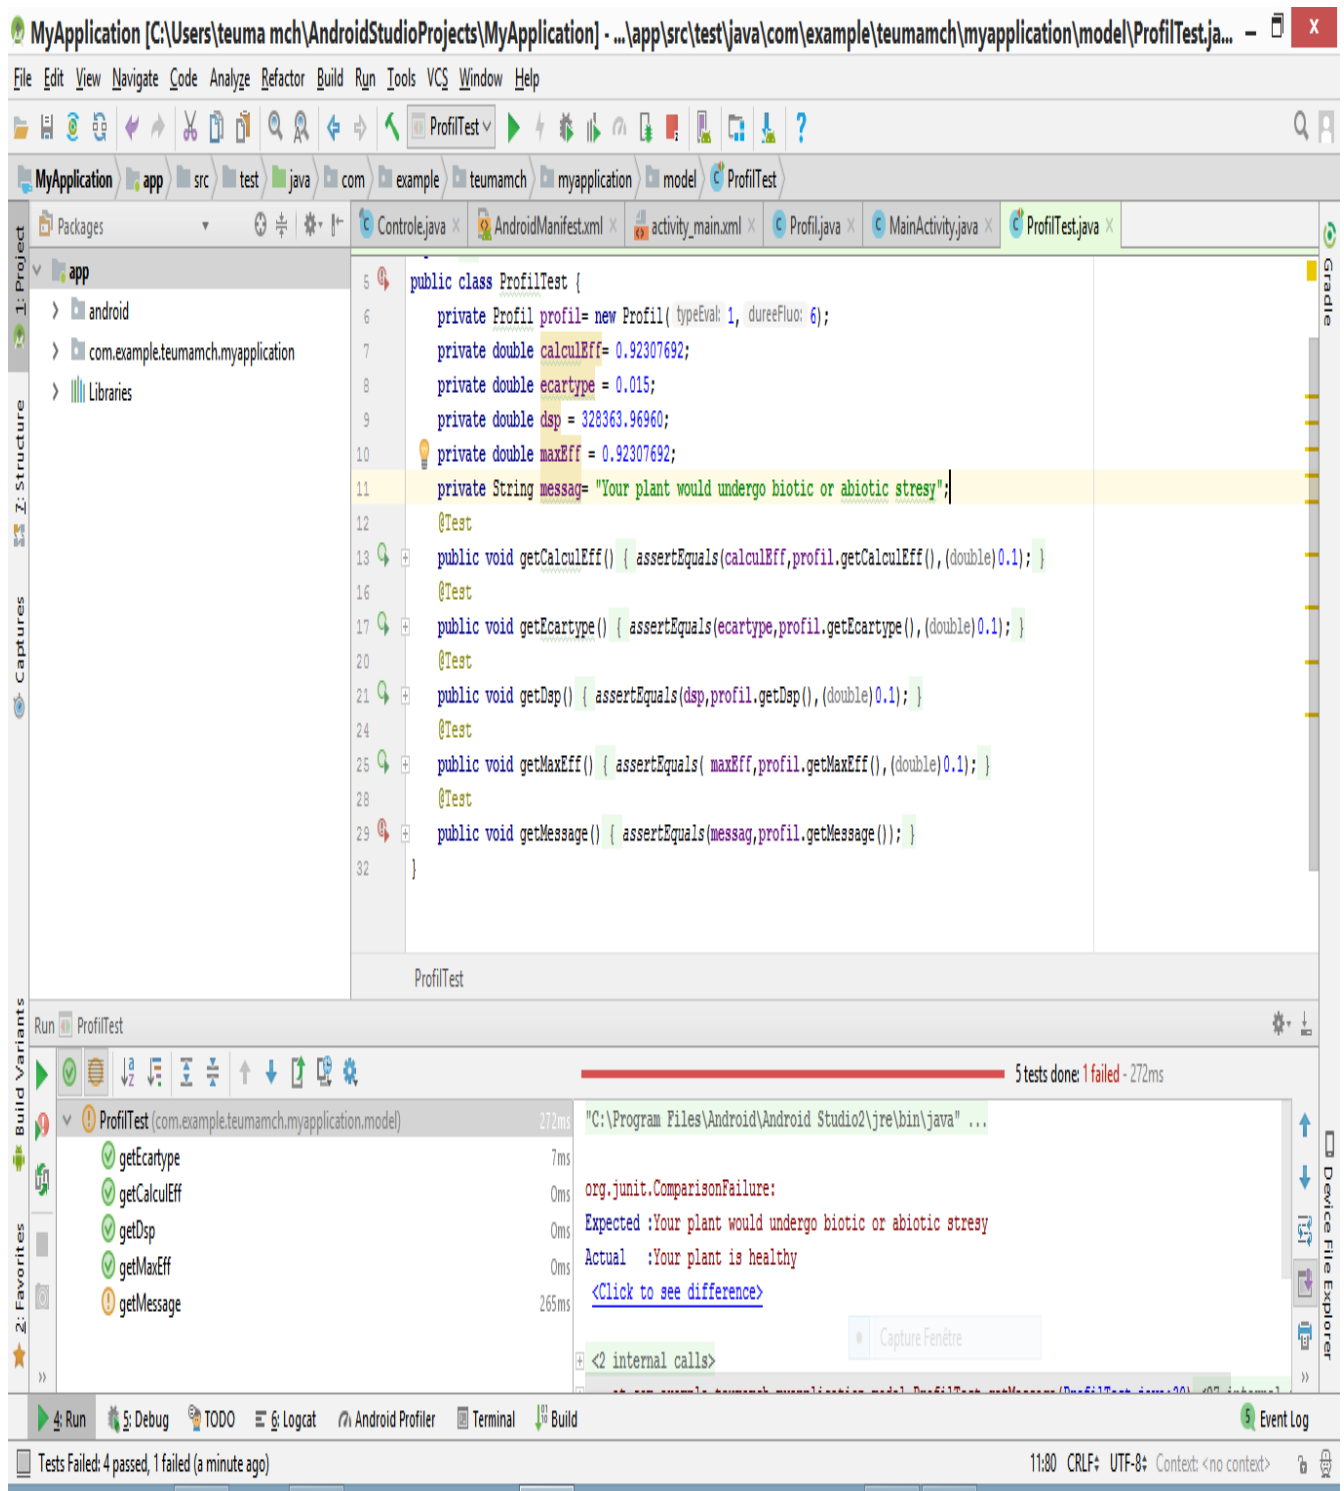 MyApplication [C:\Users\teuma mch\AndroidStudioProjects\MyApplication] - ...\app\src\test\java\com\example\teumamch\myapplication\model\ProfilTest.ja...
File Edit View Navigate Code Analyze Refactor Build Run Tools VCS Window Help
ProfilTest
MyApplication app src test java com example teumamch myapplication model ProfilTest
Packages
Controle.java AndroidManifest.xml activity_main.xml Profil.java MainActivity.java ProfilTest.java
1: Project
Z: Structure
Captures
Build Variants
2: Favorites
Gradle
Device File Explorer
app
android
com.example.teumamch.myapplication
Libraries
5 public class ProfilTest {
6 private Profil profil= new Profil( typeEval: 1, dureeFluo: 6);
7 private double calculEff= 0.92307692;
8 private double ecartype = 0.015;
9 private double dsp = 328363.96960;
10 private double maxEff = 0.92307692;
11 private String messag= "Your plant would undergo biotic or abiotic stresy";
12 @Test
13 public void getCalculEff() { assertEquals(calculEff,profil.getCalculEff(),(double)0.1); }
16 @Test
17 public void getEcartype() { assertEquals(ecartype,profil.getEcartype(),(double)0.1); }
20 @Test
21 public void getDsp() { assertEquals(dsp,profil.getDsp(),(double)0.1); }
24 @Test
25 public void getMaxEff() { assertEquals( maxEff,profil.getMaxEff(),(double)0.1); }
28 @Test
29 public void getMessage() { assertEquals(messag,profil.getMessage()); }
32 }
ProfilTest
Run ProfilTest
5 tests done: 1 failed - 272ms
ProfilTest (com.example.teumamch.myapplication.model) 272ms
getEcartype 7ms
getCalculEff 0ms
getDsp 0ms
getMaxEff 0ms
getMessage 265ms
"C:\Program Files\Android\Android Studio2\jre\bin\java" ...
org.junit.ComparisonFailure:
Expected :Your plant would undergo biotic or abiotic stresy
Actual :Your plant is healthy
<Click to see difference>
Capture Fenêtre
<2 internal calls>
4: Run 5: Debug TODO 6: Logcat Android Profiler Terminal Build 5 Event Log
Tests Failed: 4 passed, 1 failed (a minute ago) 11:80 CRLF UTF-8 Context: <no context>